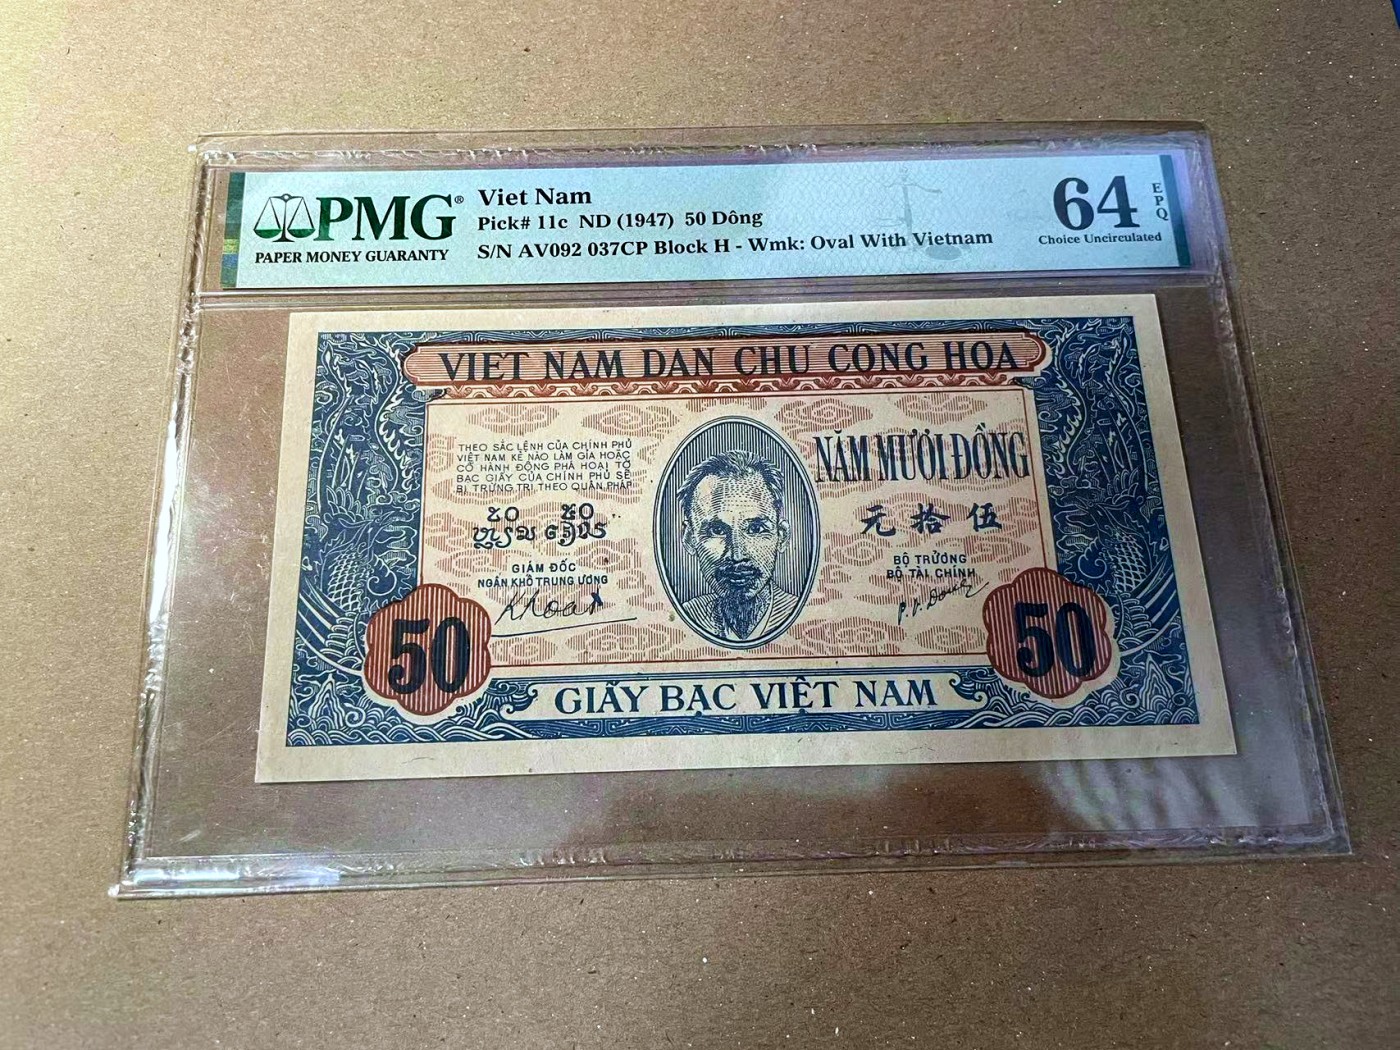 PMG®
PAPER MONEY GUARANTY
Viet Nam
Pick# 11c ND (1947) 50 Dông
S/N AV092 037CP Block H - Wmk: Oval With Vietnam
64 EPQ
Choice Uncirculated
VIET NAM DAN CHU CONG HOA
THEO SẮC LỆNH CỦA CHÍNH PHỦ
VIỆT NAM KẺ NÀO LÀM GIẢ HOẶC
CÓ HÀNH ĐỘNG PHÁ HOẠI TỜ
BẠC GIẤY CỦA CHÍNH PHỦ SẼ
BỊ TRỪNG TRỊ THEO QUÂN PHÁP
GIÁM ĐỐC
NGÂN KHỐ TRUNG ƯƠNG
Khoat
NĂM MƯỜI ĐỒNG
元拾伍
BỘ TRƯỞNG
BỘ TÀI CHÍNH
50
50
GIẤY BẠC VIỆT NAM